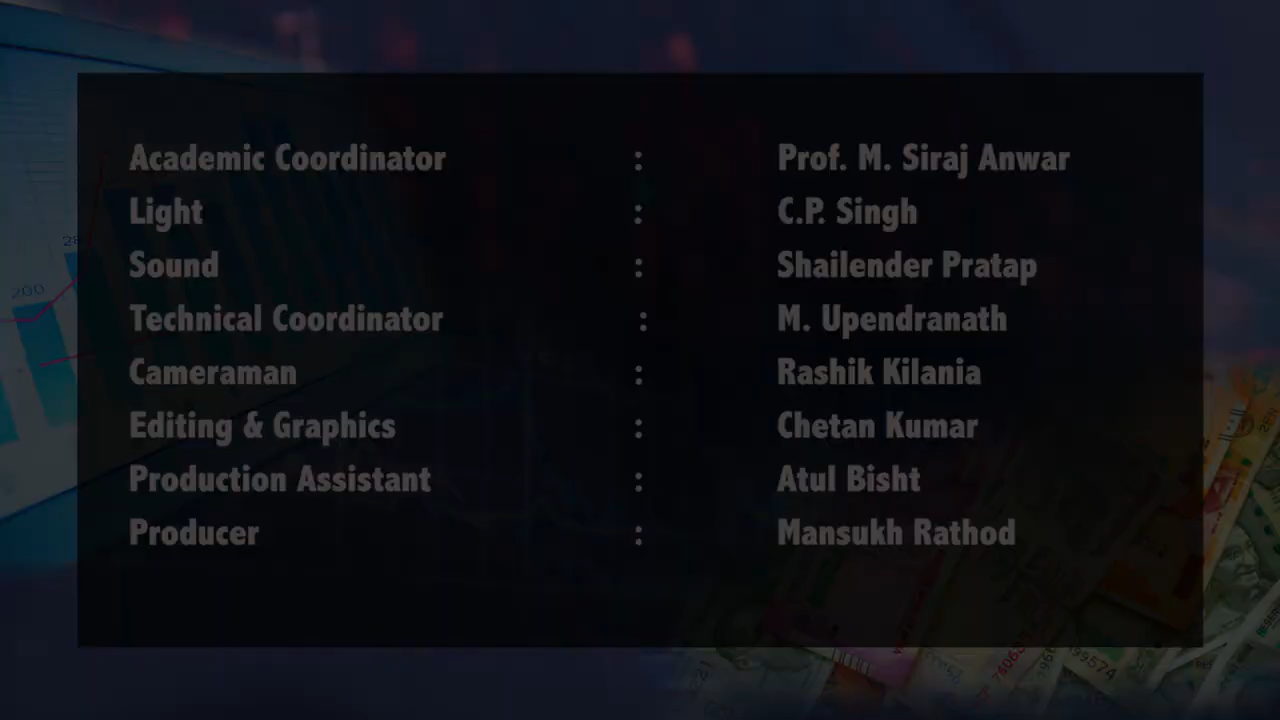 Academic Coordinator : Prof. M. Siraj Anwar
Light : C.P. Singh
Sound : Shailender Pratap
Technical Coordinator : M. Upendranath
Cameraman : Rashik Kilania
Editing & Graphics : Chetan Kumar
Production Assistant : Atul Bisht
Producer : Mansukh Rathod
200